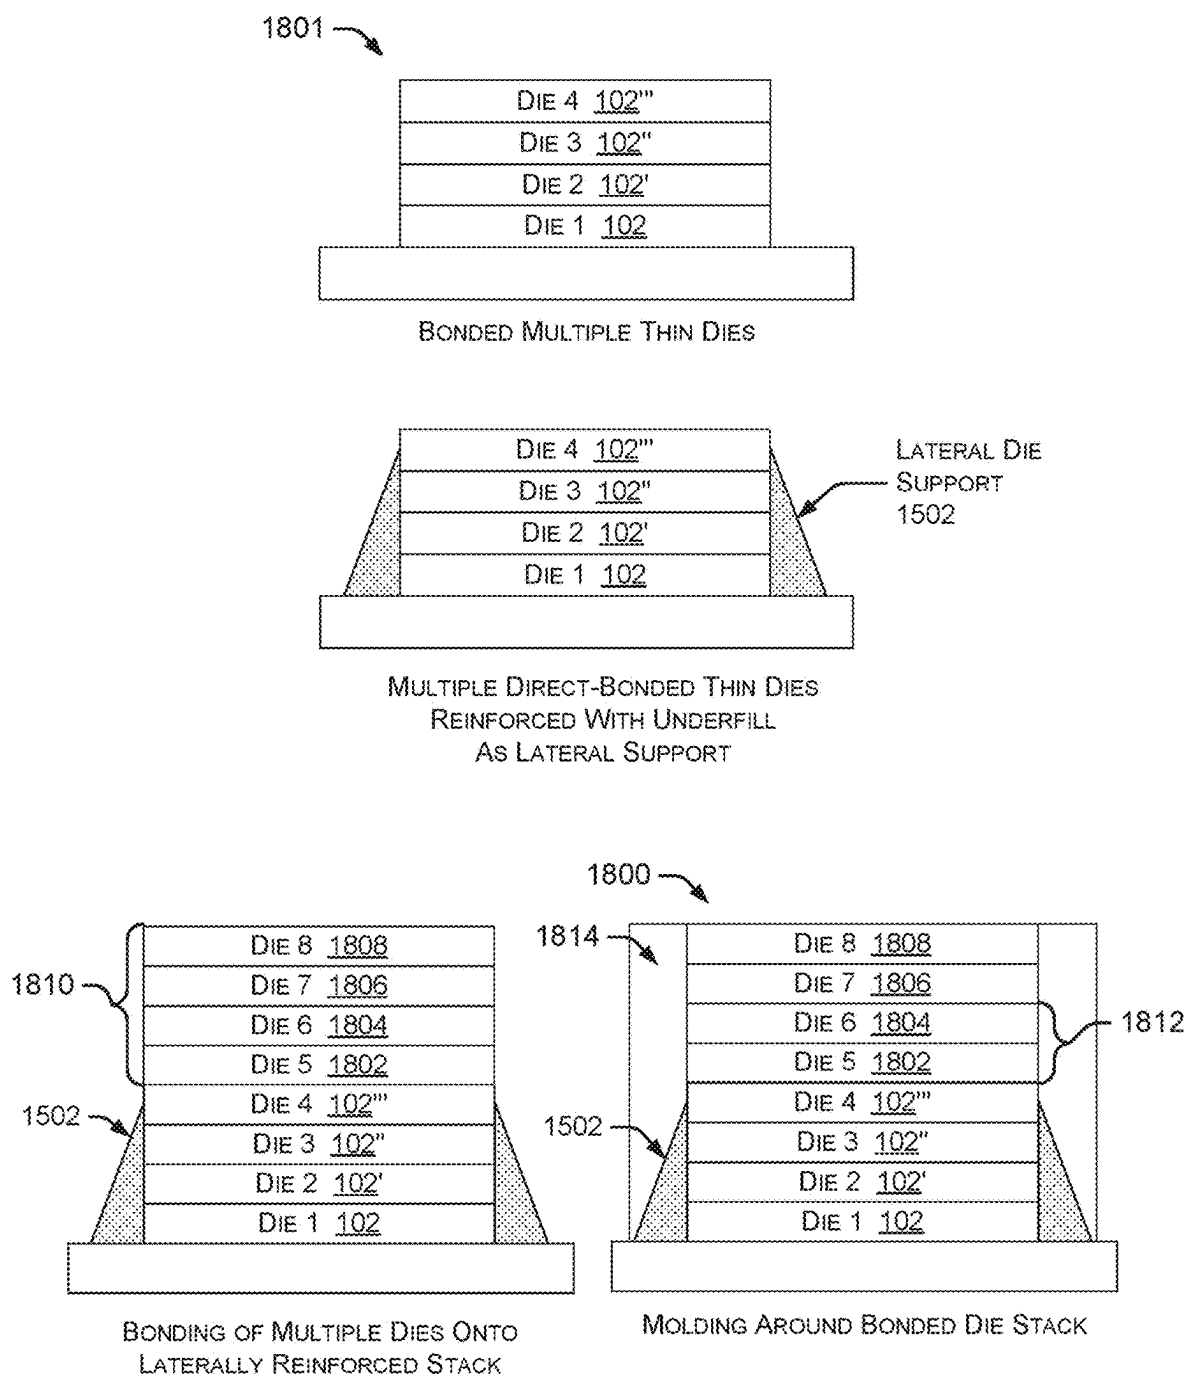 1801
DIE 4 102'''
DIE 3 102''
DIE 2 102'
DIE 1 102
BONDED MULTIPLE THIN DIES
DIE 4 102'''
DIE 3 102''
DIE 2 102'
DIE 1 102
LATERAL DIE
SUPPORT
1502
MULTIPLE DIRECT-BONDED THIN DIES
REINFORCED WITH UNDERFILL
AS LATERAL SUPPORT
1810
DIE 8 1808
DIE 7 1806
DIE 6 1804
DIE 5 1802
DIE 4 102'''
DIE 3 102''
DIE 2 102'
DIE 1 102
1502
BONDING OF MULTIPLE DIES ONTO
LATERALLY REINFORCED STACK
1800
1814
DIE 8 1808
DIE 7 1806
DIE 6 1804
DIE 5 1802
DIE 4 102'''
DIE 3 102''
DIE 2 102'
DIE 1 102
1812
1502
MOLDING AROUND BONDED DIE STACK